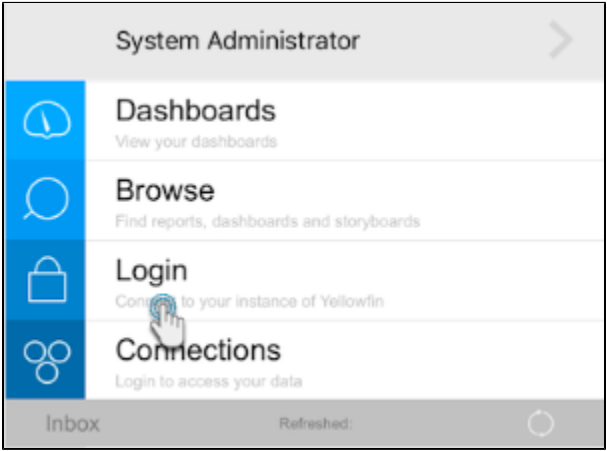 System Administrator
Dashboards
View your dashboards
Browse
Find reports, dashboards and storyboards
Login
Connect to your instance of Yellowfin
Connections
Login to access your data
Inbox
Refreshed: